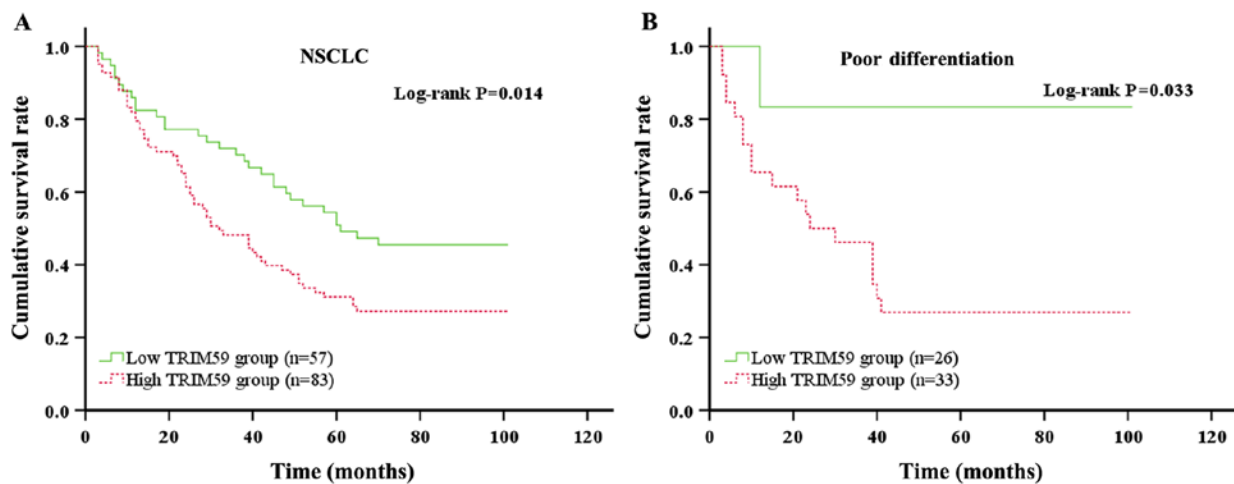 A
NSCLC
Log-rank P=0.014
Cumulative survival rate
1.0
0.8
0.6
0.4
0.2
0.0
Low TRIM59 group (n=57)
High TRIM59 group (n=83)
0 20 40 60 80 100 120
Time (months)
B
Poor differentiation
Log-rank P=0.033
Cumulative survival rate
1.0
0.8
0.6
0.4
0.2
0.0
Low TRIM59 group (n=26)
High TRIM59 group (n=33)
0 20 40 60 80 100 120
Time (months)